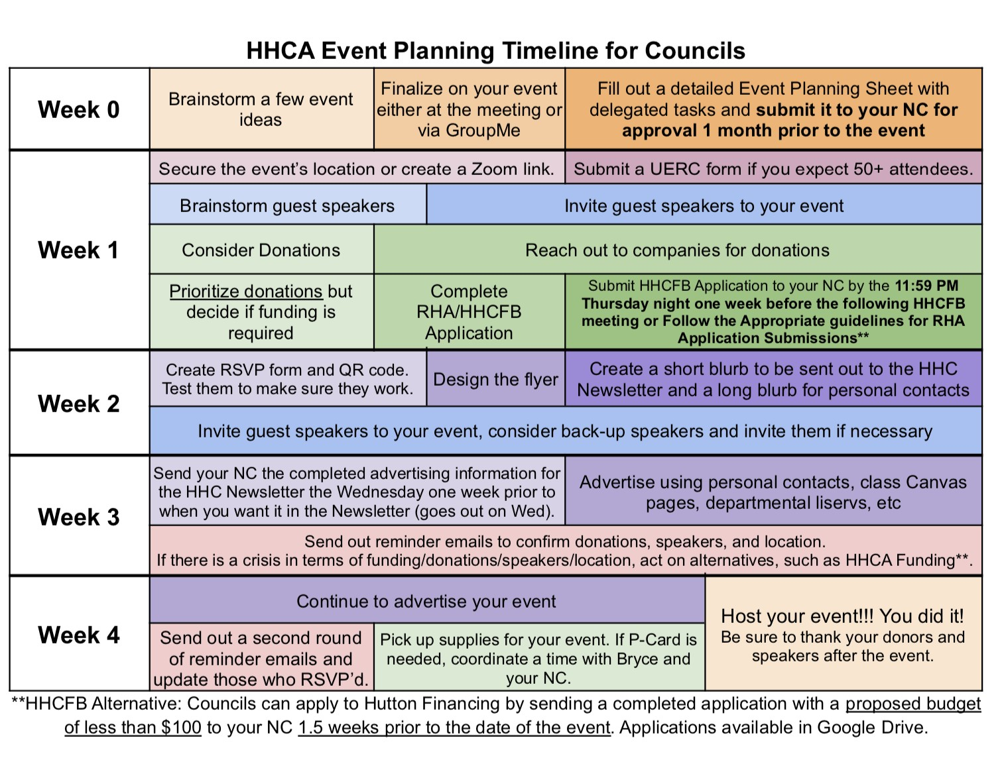 HHCA Event Planning Timeline for Councils
Week 0
Brainstorm a few event
ideas
Finalize on your event
either at the meeting or
via GroupMe
Fill out a detailed Event Planning Sheet with
delegated tasks and submit it to your NC for
approval 1 month prior to the event
Week 1
Secure the event’s location or create a Zoom link.
Submit a UERC form if you expect 50+ attendees.
Brainstorm guest speakers
Invite guest speakers to your event
Consider Donations
Reach out to companies for donations
Prioritize donations but
decide if funding is
required
Complete
RHA/HHCFB
Application
Submit HHCFB Application to your NC by the 11:59 PM
Thursday night one week before the following HHCFB
meeting or Follow the Appropriate guidelines for RHA
Application Submissions**
Week 2
Create RSVP form and QR code.
Test them to make sure they work.
Design the flyer
Create a short blurb to be sent out to the HHC
Newsletter and a long blurb for personal contacts
Invite guest speakers to your event, consider back-up speakers and invite them if necessary
Week 3
Send your NC the completed advertising information for
the HHC Newsletter the Wednesday one week prior to
when you want it in the Newsletter (goes out on Wed).
Advertise using personal contacts, class Canvas
pages, departmental liservs, etc
Send out reminder emails to confirm donations, speakers, and location.
If there is a crisis in terms of funding/donations/speakers/location, act on alternatives, such as HHCA Funding**.
Week 4
Continue to advertise your event
Send out a second round
of reminder emails and
update those who RSVP’d.
Pick up supplies for your event. If P-Card is
needed, coordinate a time with Bryce and
your NC.
Host your event!!! You did it!
Be sure to thank your donors and
speakers after the event.
**HHCFB Alternative: Councils can apply to Hutton Financing by sending a completed application with a proposed budget
of less than $100 to your NC 1.5 weeks prior to the date of the event. Applications available in Google Drive.